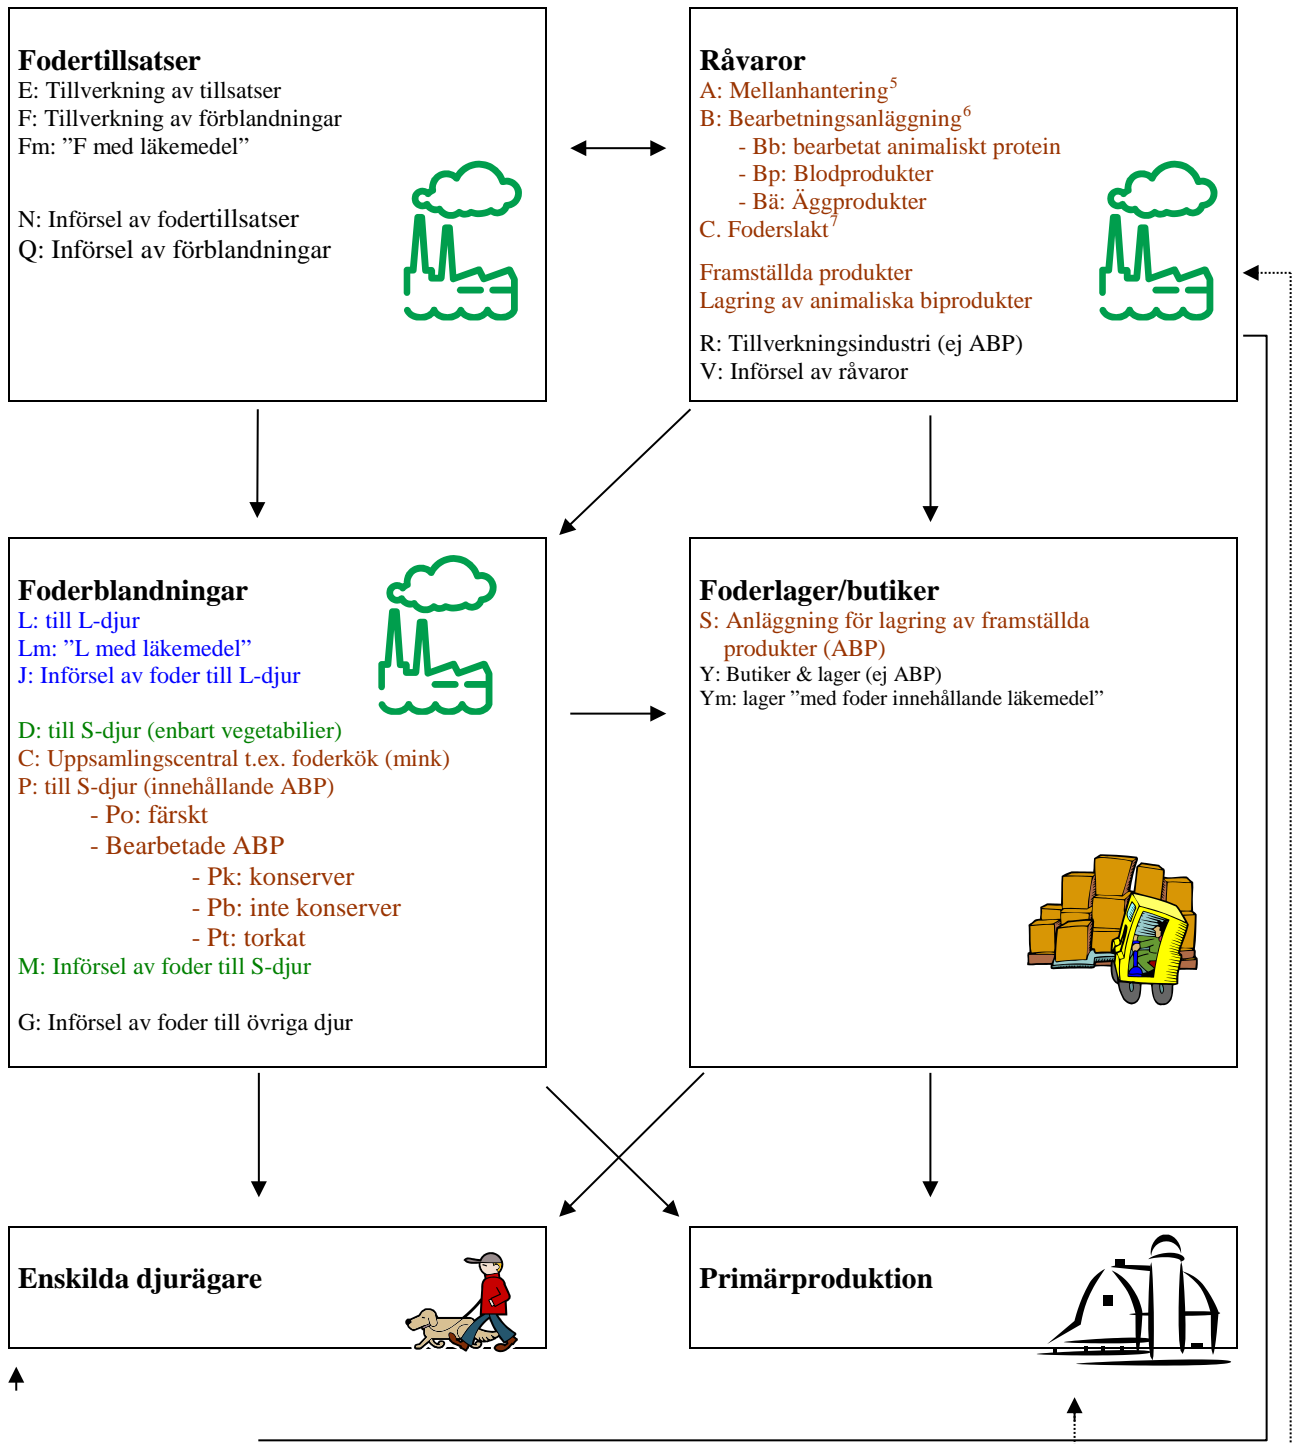 Fodertillsatser
E: Tillverkning av tillsatser
F: Tillverkning av förblandningar
Fm: ”F med läkemedel”
N: Införsel av fodertillsatser
Q: Införsel av förblandningar
Råvaror
A: Mellanhantering⁵
B: Bearbetningsanläggning⁶
- Bb: bearbetat animaliskt protein
- Bp: Blodprodukter
- Bä: Äggprodukter
C. Foderslakt⁷
Framställda produkter
Lagring av animaliska biprodukter
R: Tillverkningsindustri (ej ABP)
V: Införsel av råvaror
Foderblandningar
L: till L-djur
Lm: ”L med läkemedel”
J: Införsel av foder till L-djur
D: till S-djur (enbart vegetabilier)
C: Uppsamlingscentral t.ex. foderkök (mink)
P: till S-djur (innehållande ABP)
- Po: färskt
- Bearbetade ABP
- Pk: konserver
- Pb: inte konserver
- Pt: torkat
M: Införsel av foder till S-djur
G: Införsel av foder till övriga djur
Foderlager/butiker
S: Anläggning för lagring av framställda
produkter (ABP)
Y: Butiker & lager (ej ABP)
Ym: lager ”med foder innehållande läkemedel”
Enskilda djurägare
Primärproduktion